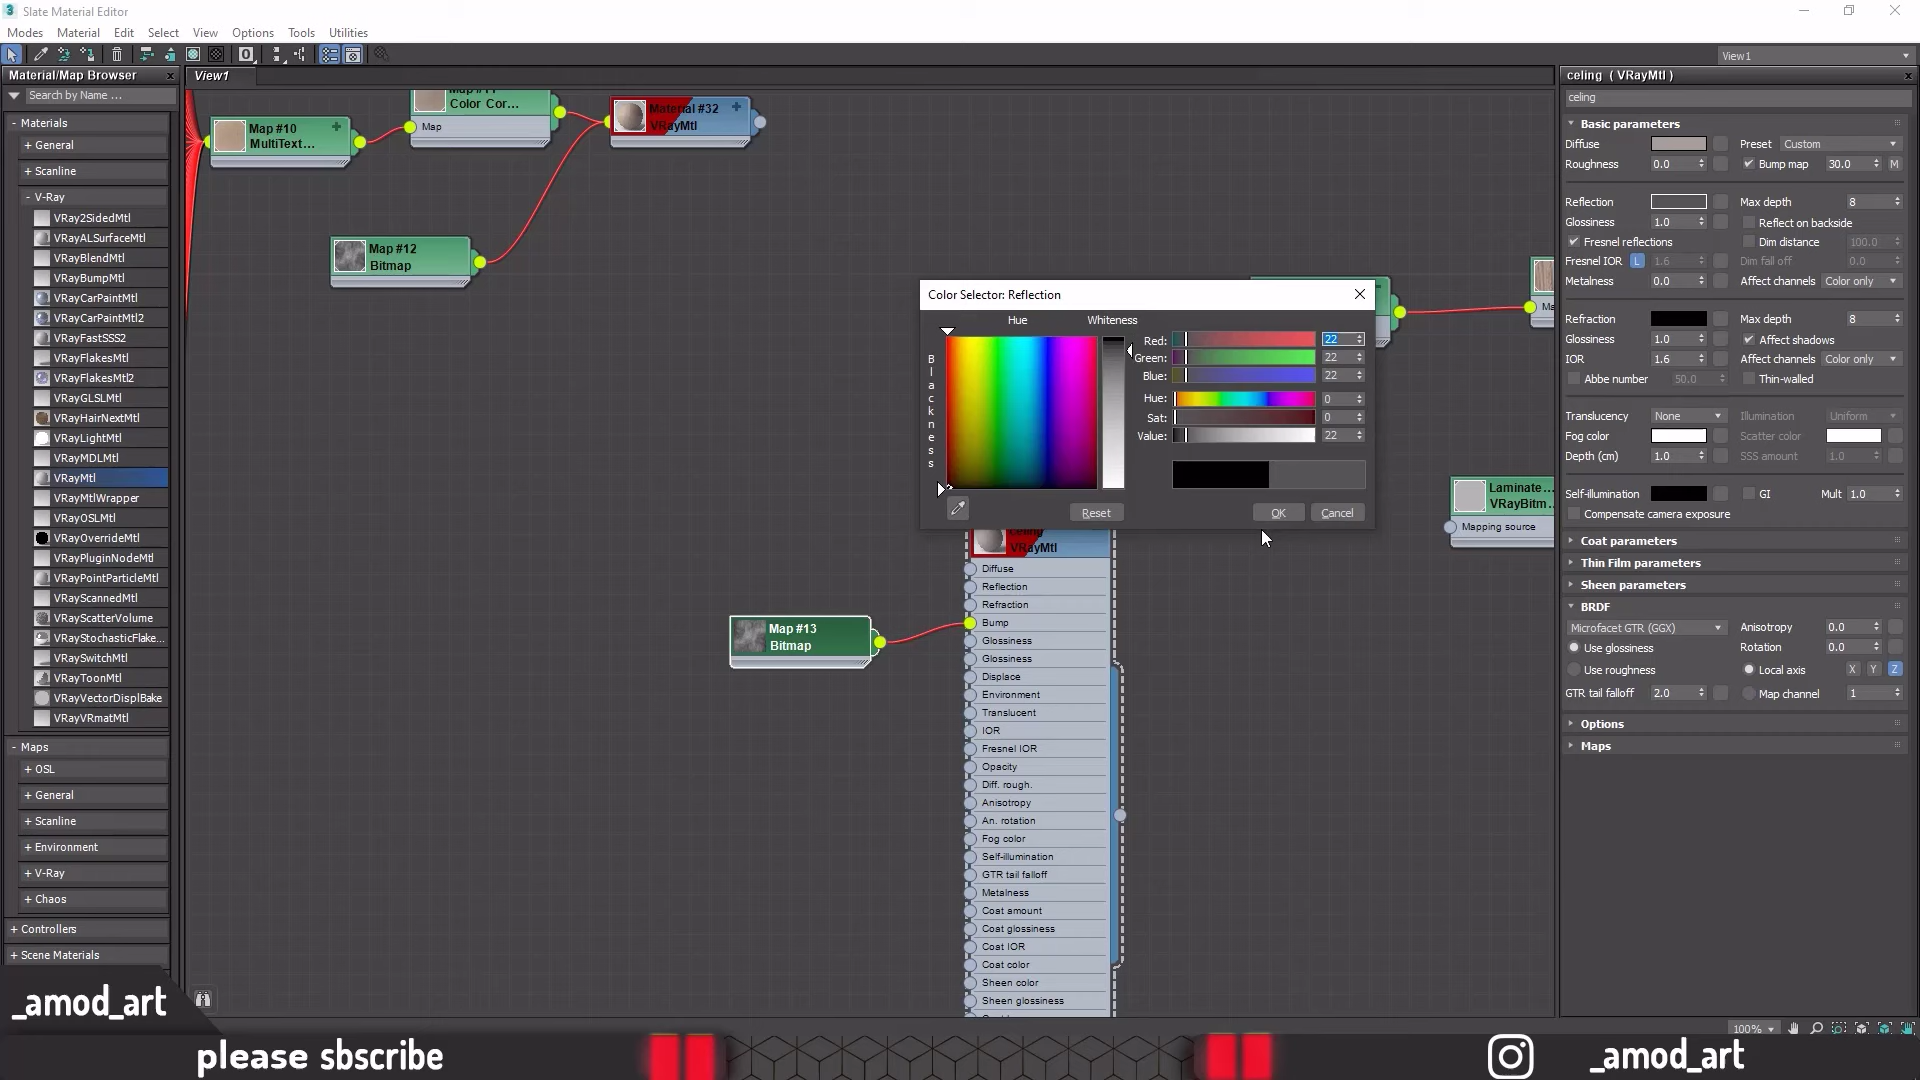 Slate Material Editor
Modes Material Edit Select View Options Tools Utilities
View1
Material/Map Browser
Search by Name ...
- Materials
+ General
+ Scanline
- V-Ray
VRay2SidedMtl
VRayALSurfaceMtl
VRayBlendMtl
VRayBumpMtl
VRayCarPaintMtl
VRayCarPaintMtl2
VRayFastSSS2
VRayFlakesMtl
VRayFlakesMtl2
VRayGLSLMtl
VRayHairNextMtl
VRayLightMtl
VRayMDLMtl
VRayMtl
VRayMtlWrapper
VRayOSLMtl
VRayOverrideMtl
VRayPluginNodeMtl
VRayPointParticleMtl
VRayScannedMtl
VRayScatterVolume
VRayStochasticFlake...
VRaySwitchMtl
VRayToonMtl
VRayVectorDisplBake
VRayVRmatMtl
- Maps
+ OSL
+ General
+ Scanline
+ Environment
+ V-Ray
+ Chaos
+ Controllers
+ Scene Materials
View1
Color Cor...
Map
Map #10
MultiText...
Material #32
VRayMtl
Map #12
Bitmap
Map #13
Bitmap
Laminate ...
VRayBitm...
Mapping source
VRayMtl
Diffuse
Reflection
Refraction
Bump
Glossiness
Glossiness
Displace
Environment
Translucent
IOR
Fresnel IOR
Opacity
Diff. rough.
Anisotropy
An. rotation
Fog color
Self-illumination
GTR tail falloff
Metalness
Coat amount
Coat glossiness
Coat IOR
Coat color
Sheen color
Sheen glossiness
Color Selector: Reflection
Hue Whiteness
Blackness
Red: 22
Green: 22
Blue: 22
Hue: 0
Sat: 0
Value: 22
Reset OK Cancel
celing ( VRayMtl )
celing
Basic parameters
Diffuse Preset Custom
Roughness 0.0 Bump map 30.0 M
Reflection Max depth 8
Glossiness 1.0 Reflect on backside
Fresnel reflections Dim distance 100.0
Fresnel IOR L 1.6 Dim fall off 0.0
Metalness 0.0 Affect channels Color only
Refraction Max depth 8
Glossiness 1.0 Affect shadows
IOR 1.6 Affect channels Color only
Abbe number 50.0 Thin-walled
Translucency None Illumination Uniform
Fog color Scatter color
Depth (cm) 1.0 SSS amount 1.0
Self-illumination GI Mult 1.0
Compensate camera exposure
Coat parameters
Thin Film parameters
Sheen parameters
BRDF
Microfacet GTR (GGX) Anisotropy 0.0
Use glossiness Rotation 0.0
Use roughness Local axis X Y Z
GTR tail falloff 2.0 Map channel 1
Options
Maps
100%
_amod_art
please sbscribe
_amod_art